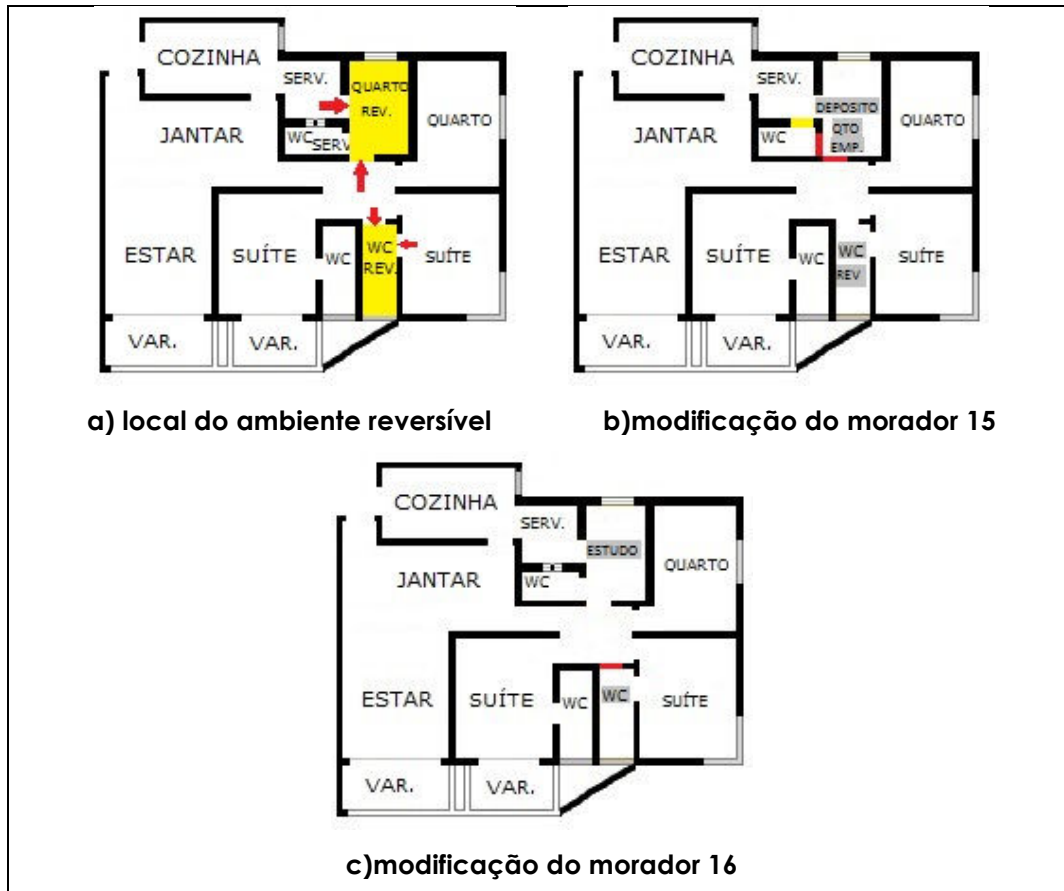 COZINHA
SERV.
QUARTO
REV.
JANTAR
QUARTO
WC
SERV
ESTAR
SUÍTE
WC
WC
REV.
SUÍTE
VAR.
VAR.
a) local do ambiente reversível
COZINHA
SERV.
DEPOSITO
QTO
EMP.
JANTAR
QUARTO
WC
ESTAR
SUÍTE
WC
WC
REV
SUÍTE
VAR.
VAR.
b)modificação do morador 15
COZINHA
SERV.
ESTUDO
JANTAR
QUARTO
WC
ESTAR
SUÍTE
WC
WC
SUÍTE
VAR.
VAR.
c)modificação do morador 16